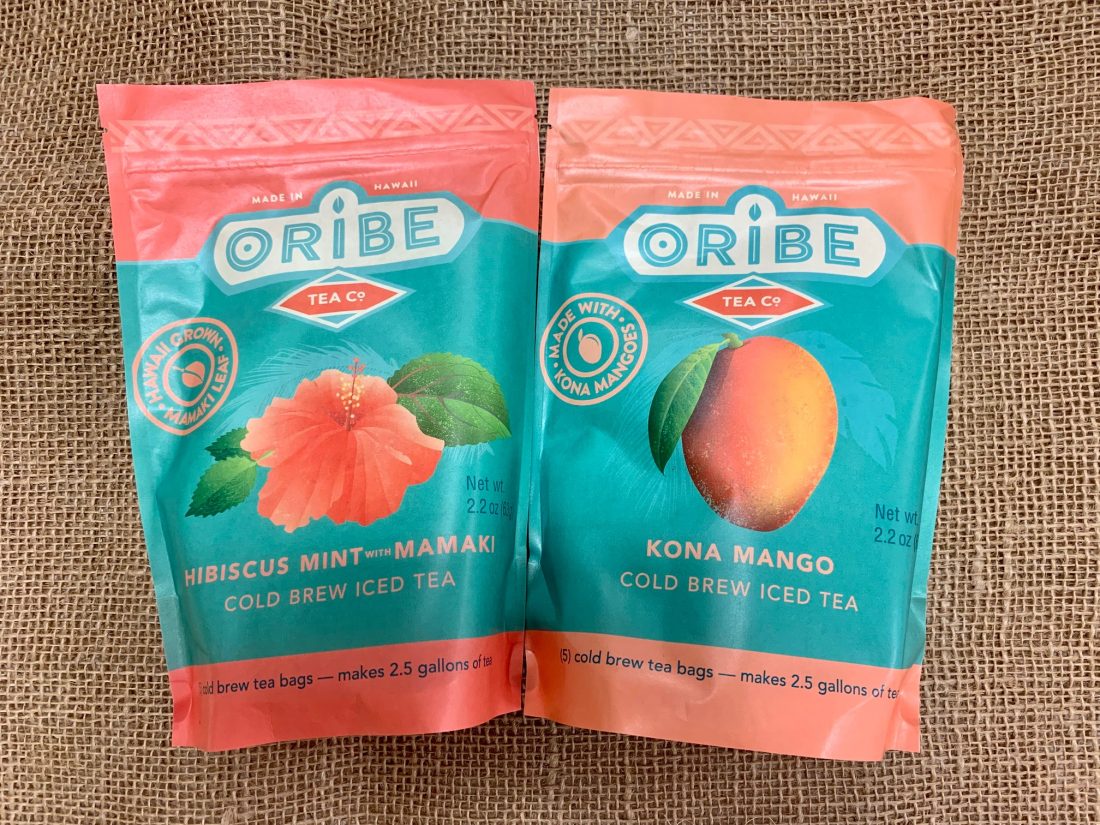 MADE IN HAWAII
ORIBE
TEA Co
HAWAII GROWN • MAMAKI LEAF •
Net wt.
2.2 oz
HIBISCUS MINT WITH MAMAKI
COLD BREW ICED TEA
cold brew tea bags — makes 2.5 gallons of tea
MADE IN HAWAII
ORIBE
TEA Co
MADE WITH • KONA MANGOES •
Net wt.
2.2 oz
KONA MANGO
COLD BREW ICED TEA
(5) cold brew tea bags — makes 2.5 gallons of tea